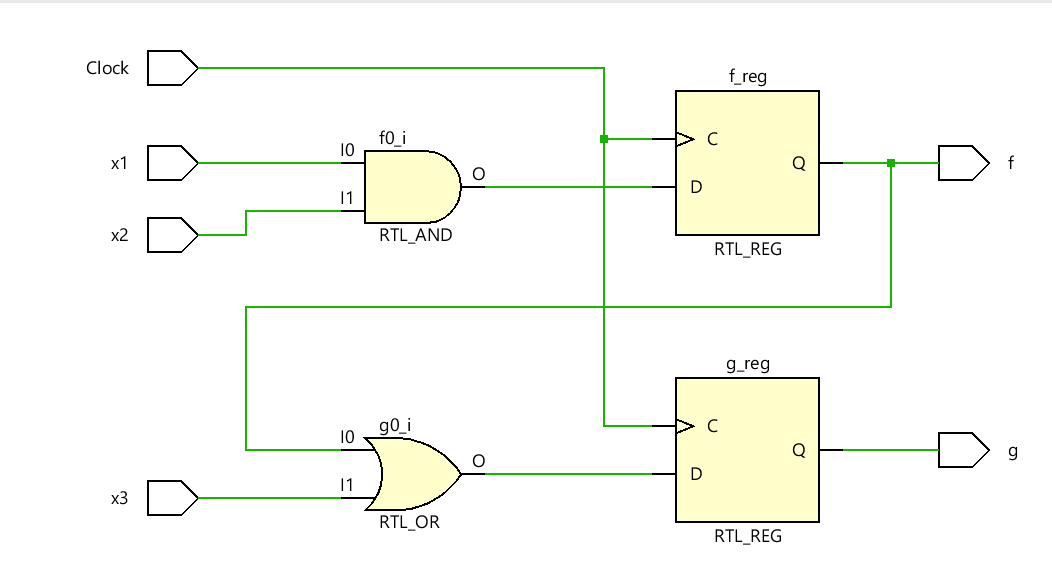 Clock
f_reg
C
Q
D
f
RTL_REG
x1
x2
f0_i
I0
I1
O
RTL_AND
g_reg
C
Q
D
g
RTL_REG
g0_i
I0
I1
O
x3
RTL_OR